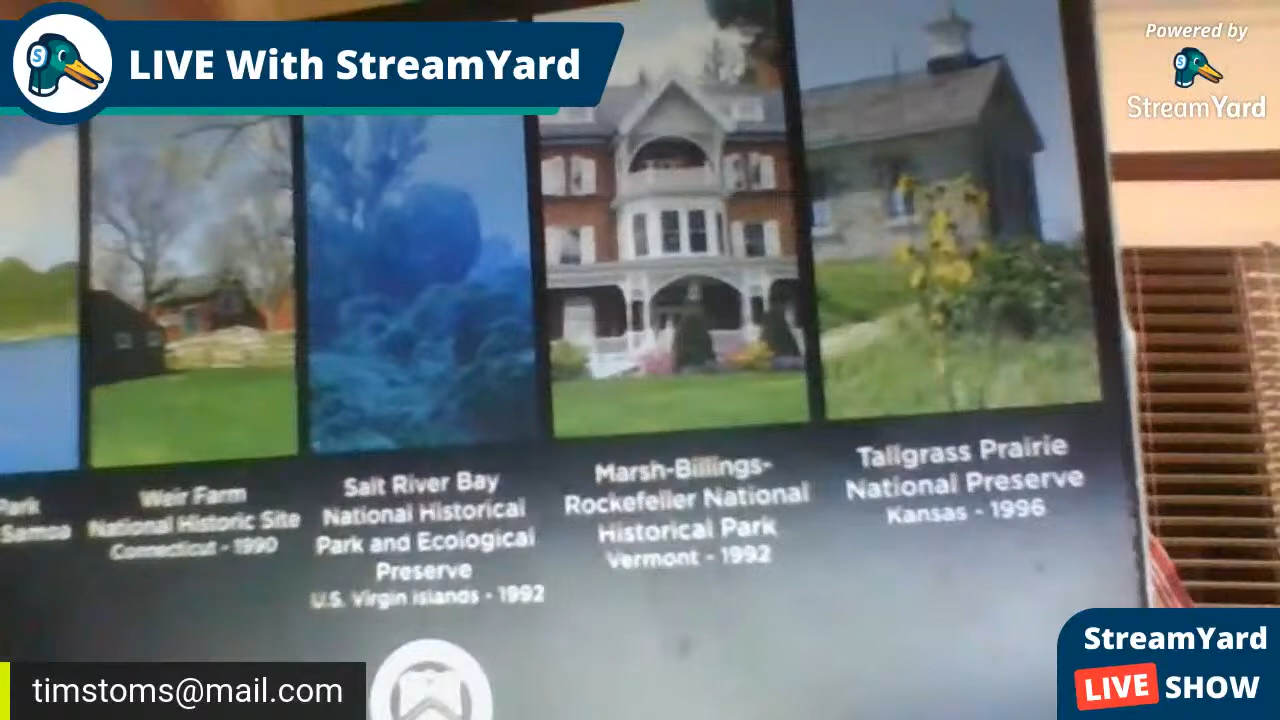 LIVE With StreamYard
Powered by
StreamYard
Park
Samoa
Weir Farm
National Historic Site
Connecticut - 1990
Salt River Bay
National Historical
Park and Ecological
Preserve
U.S. Virgin Islands - 1992
Marsh-Billings-
Rockefeller National
Historical Park
Vermont - 1992
Tallgrass Prairie
National Preserve
Kansas - 1996
timstoms@mail.com
StreamYard
LIVE SHOW